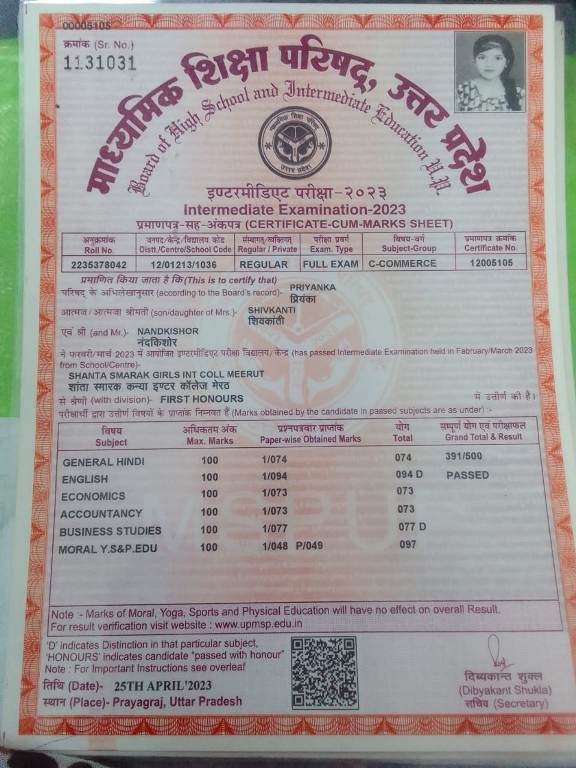 00005105
क्रमांक (Sr. No.)
1131031
माध्यमिक शिक्षा परिषद्, उत्तर प्रदेश
Board of High School and Intermediate Education U.P.
माध्यमिक शिक्षा परिषद्
उत्तर प्रदेश
इण्टरमीडिएट परीक्षा-२०२३
Intermediate Examination-2023
प्रमाणपत्र-सह-अंकपत्र (CERTIFICATE-CUM-MARKS SHEET)
अनुक्रमांक जनपद/केन्द्र/विद्यालय कोड संस्थागत/व्यक्तिगत परीक्षा प्रवर्ग विषय-वर्ग प्रमाणपत्र क्रमांक
Roll No. Distt./Centre/School Code Regular / Private Exam. Type Subject-Group Certificate No.
2235378042 12/01213/1036 REGULAR FULL EXAM C-COMMERCE 12005105
प्रमाणित किया जाता है कि (This is to certify that)
परिषद् के अभिलेखानुसार (according to the Board's record)- PRIYANKA
प्रियंका
आत्मज/आत्मजा श्रीमती (son/daughter of Mrs.)- SHIVKANTI
शिवकांती
एवं श्री (and Mr.)- NANDKISHOR
नंदकिशोर
ने फरवरी/मार्च 2023 में आयोजित इण्टरमीडिएट परीक्षा विद्यालय/केन्द्र (has passed Intermediate Examination held in Fabruary/March 2023
from School/Centre)-
SHANTA SMARAK GIRLS INT COLL MEERUT
शांता स्मारक कन्या इण्टर कॉलेज मेरठ
से श्रेणी (with division)- FIRST HONOURS में उत्तीर्ण की है।
परीक्षार्थी द्वारा उत्तीर्ण विषयों के प्राप्तांक निम्नवत हैं (Marks obtained by the candidate in passed subjects are as under) :-
विषय अधिकतम अंक प्रश्नपत्रवार प्राप्तांक योग सम्पूर्ण योग एवं परीक्षाफल
Subject Max. Marks Paper-wise Obtained Marks Total Grand Total & Result
GENERAL HINDI 100 1/074 074 391/500
ENGLISH 100 1/094 094 D PASSED
ECONOMICS 100 1/073 073
ACCOUNTANCY 100 1/073 073
BUSINESS STUDIES 100 1/077 077 D
MORAL Y.S&P.EDU 100 1/048 P/049 097
Note :- Marks of Moral, Yoga, Sports and Physical Education will have no effect on overall Result.
For result verification visit website : www.upmsp.edu.in
'D' Indicates Distinction in that particular subject,
'HONOURS' indicates candidate "passed with honour"
Note : For Important Instructions see overleaf
तिथि (Date)- 25TH APRIL'2023
स्थान (Place)- Prayagraj, Uttar Pradesh
दिब्यकान्त शुक्ल
(Dibyakant Shukla)
सचिव (Secretary)